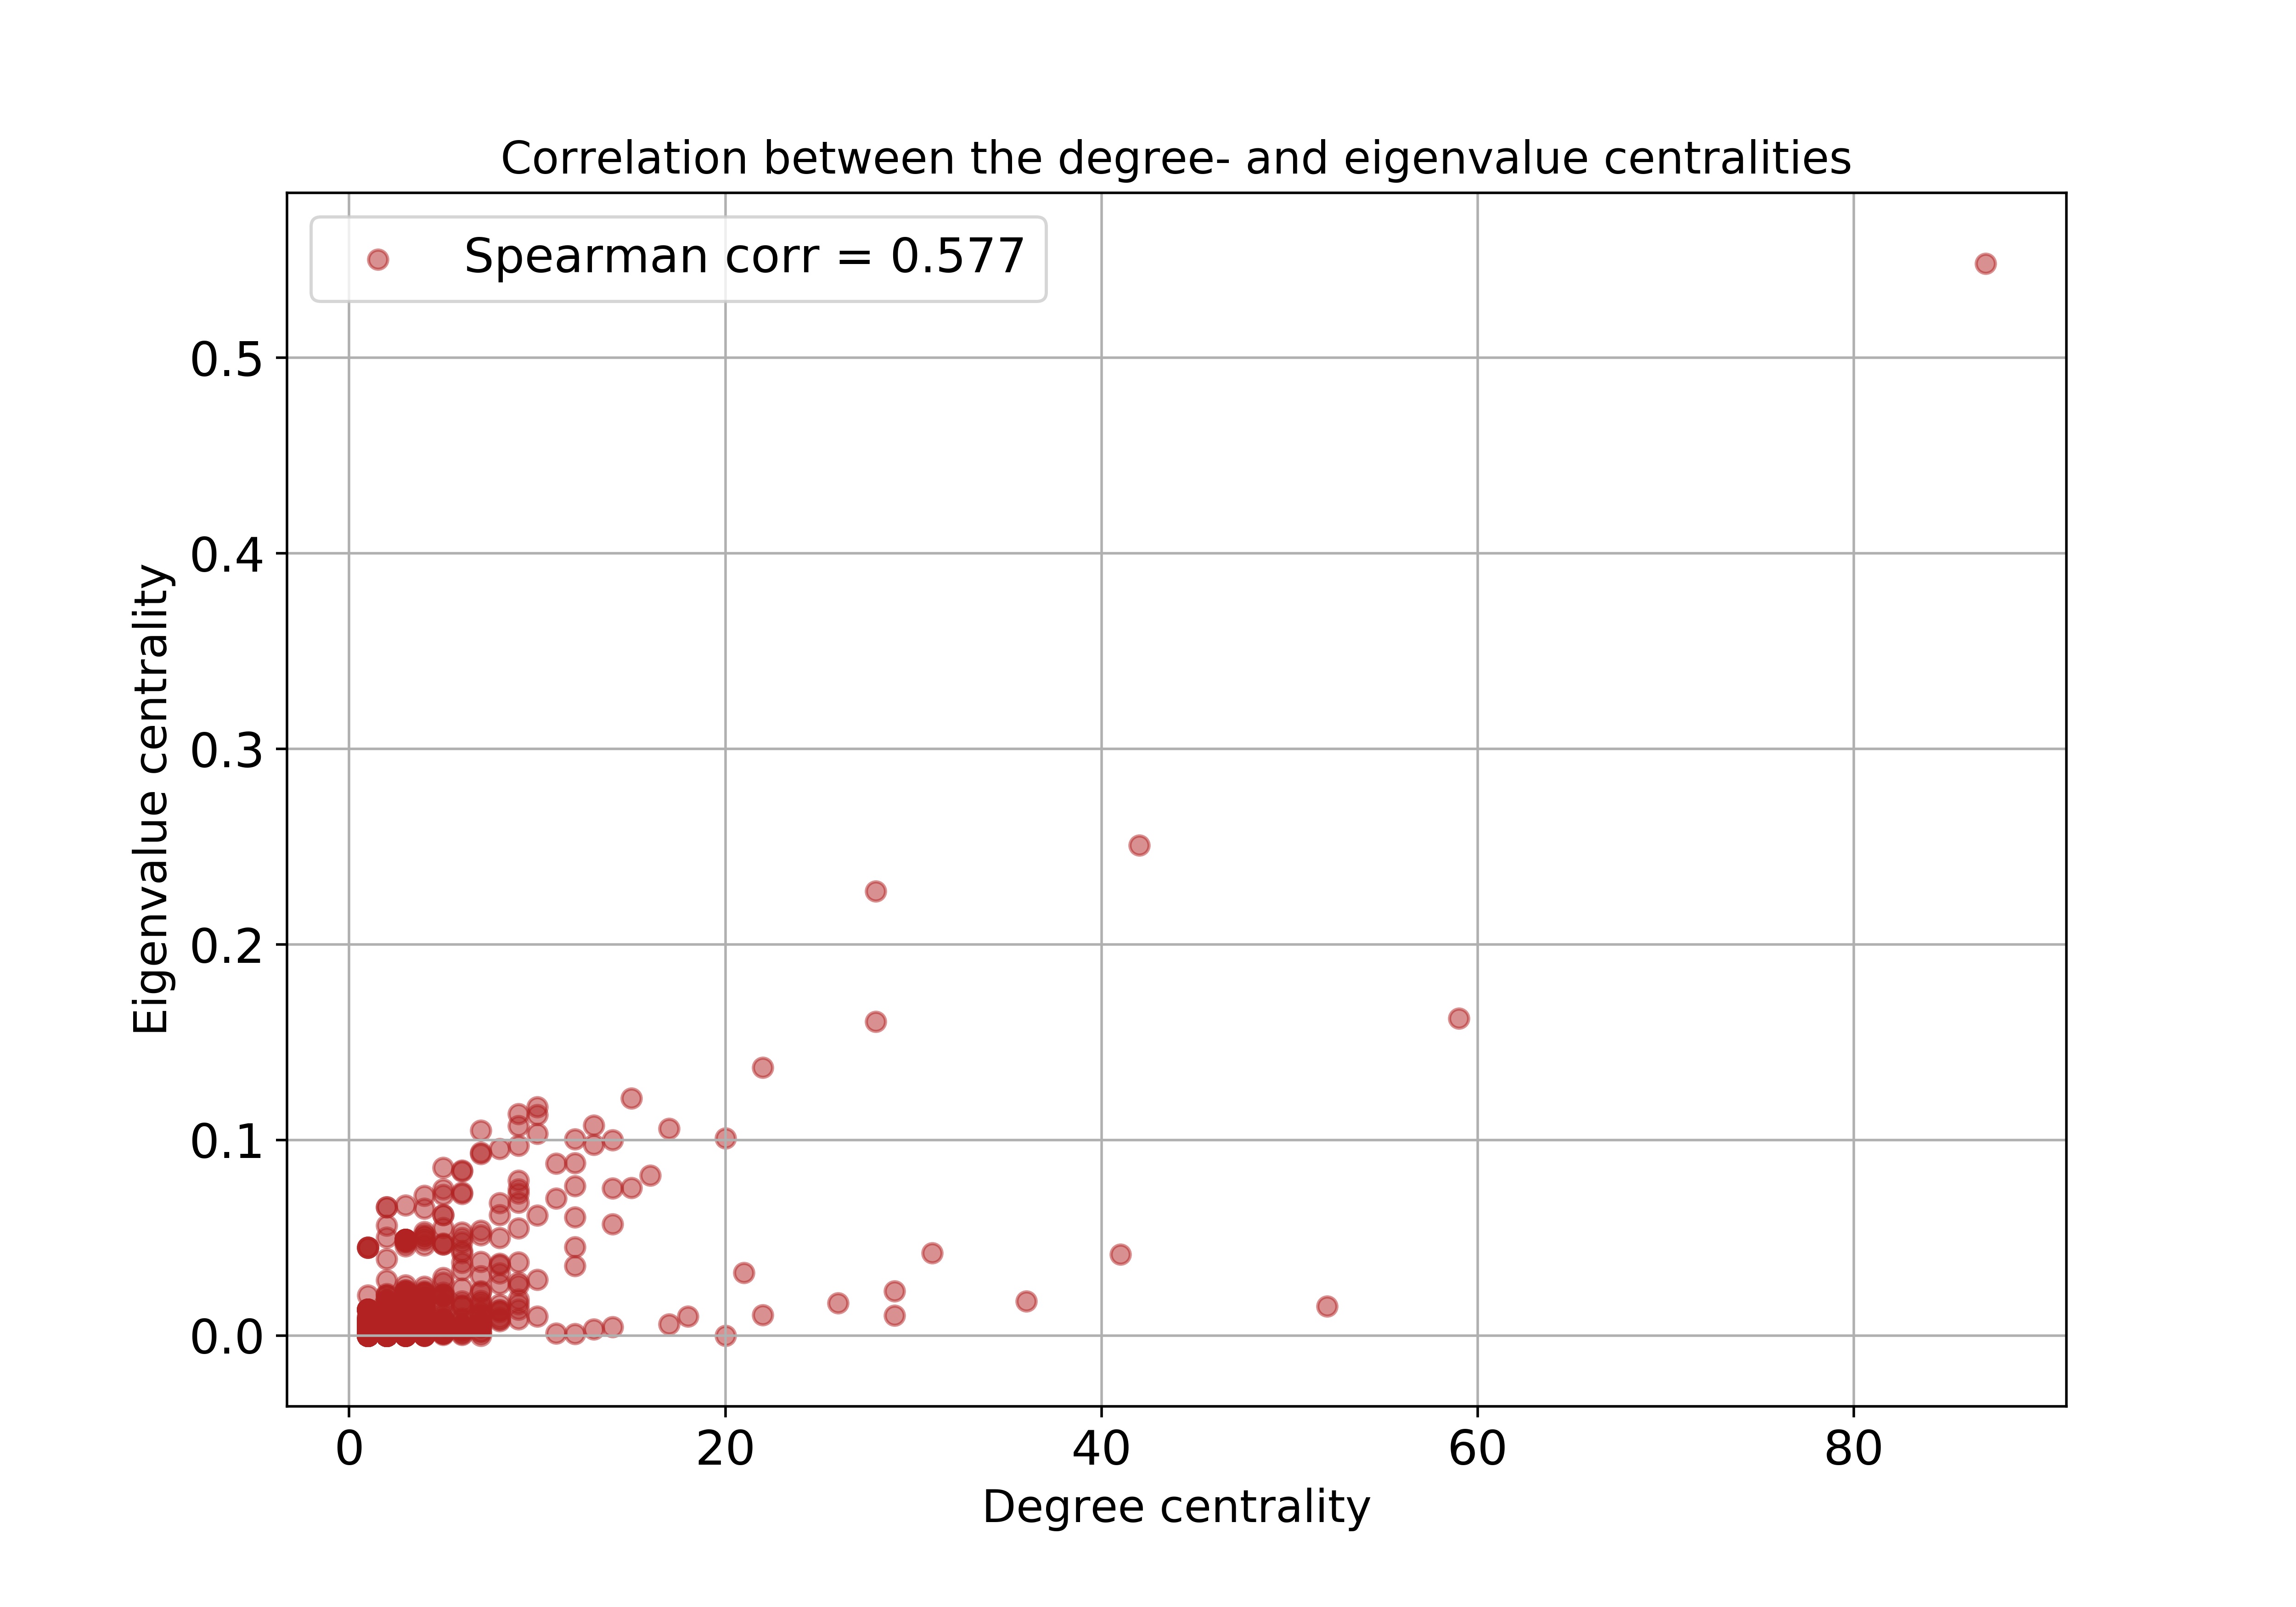 Correlation between the degree- and eigenvalue centralities
Spearman corr = 0.577
0.5
0.4
0.3
0.2
0.1
0.0
Eigenvalue centrality
0 20 40 60 80
Degree centrality